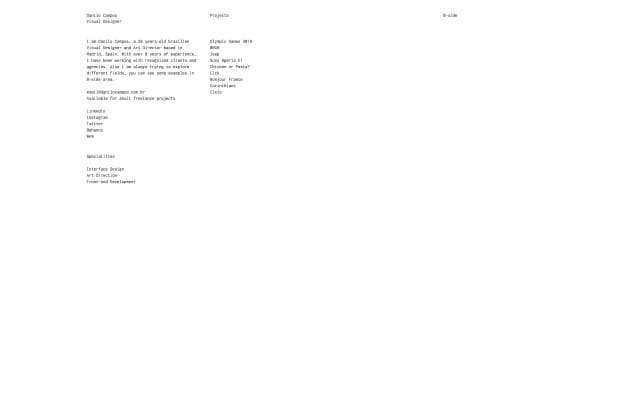 Danilo Campos
Visual Designer
Projects
B-side
I am Danilo Campos, a 26 years-old Brazilian
Visual Designer and Art Director based in
Madrid, Spain. With over 8 years of experience,
I have been working with recognized clients and
agencies. Also I am always trying to explore
different fields, you can see some examples in
B-side area.
email@danilocampos.com.br
Available for small freelance projects
LinkedIn
Instagram
Twitter
Behance
Specialities
Interface Design
Art Direction
Front-end Development
Olympic Games 2016
Jeep
Sony Xperia E1
Chicken or Pasta?
Click
Bonjour France
Corinthians
Cielo